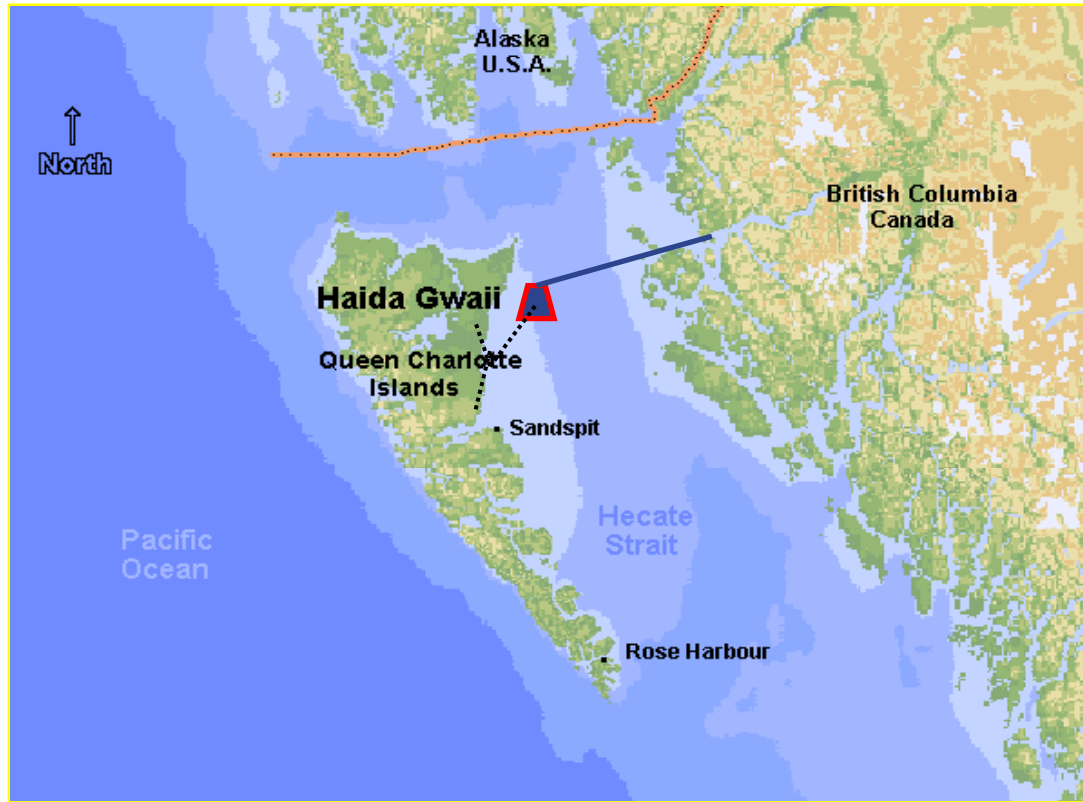 Alaska
U.S.A.
North
British Columbia
Canada
Haida Gwaii
Queen Charlotte
Islands
Sandspit
Hecate
Strait
Pacific
Ocean
Rose Harbour